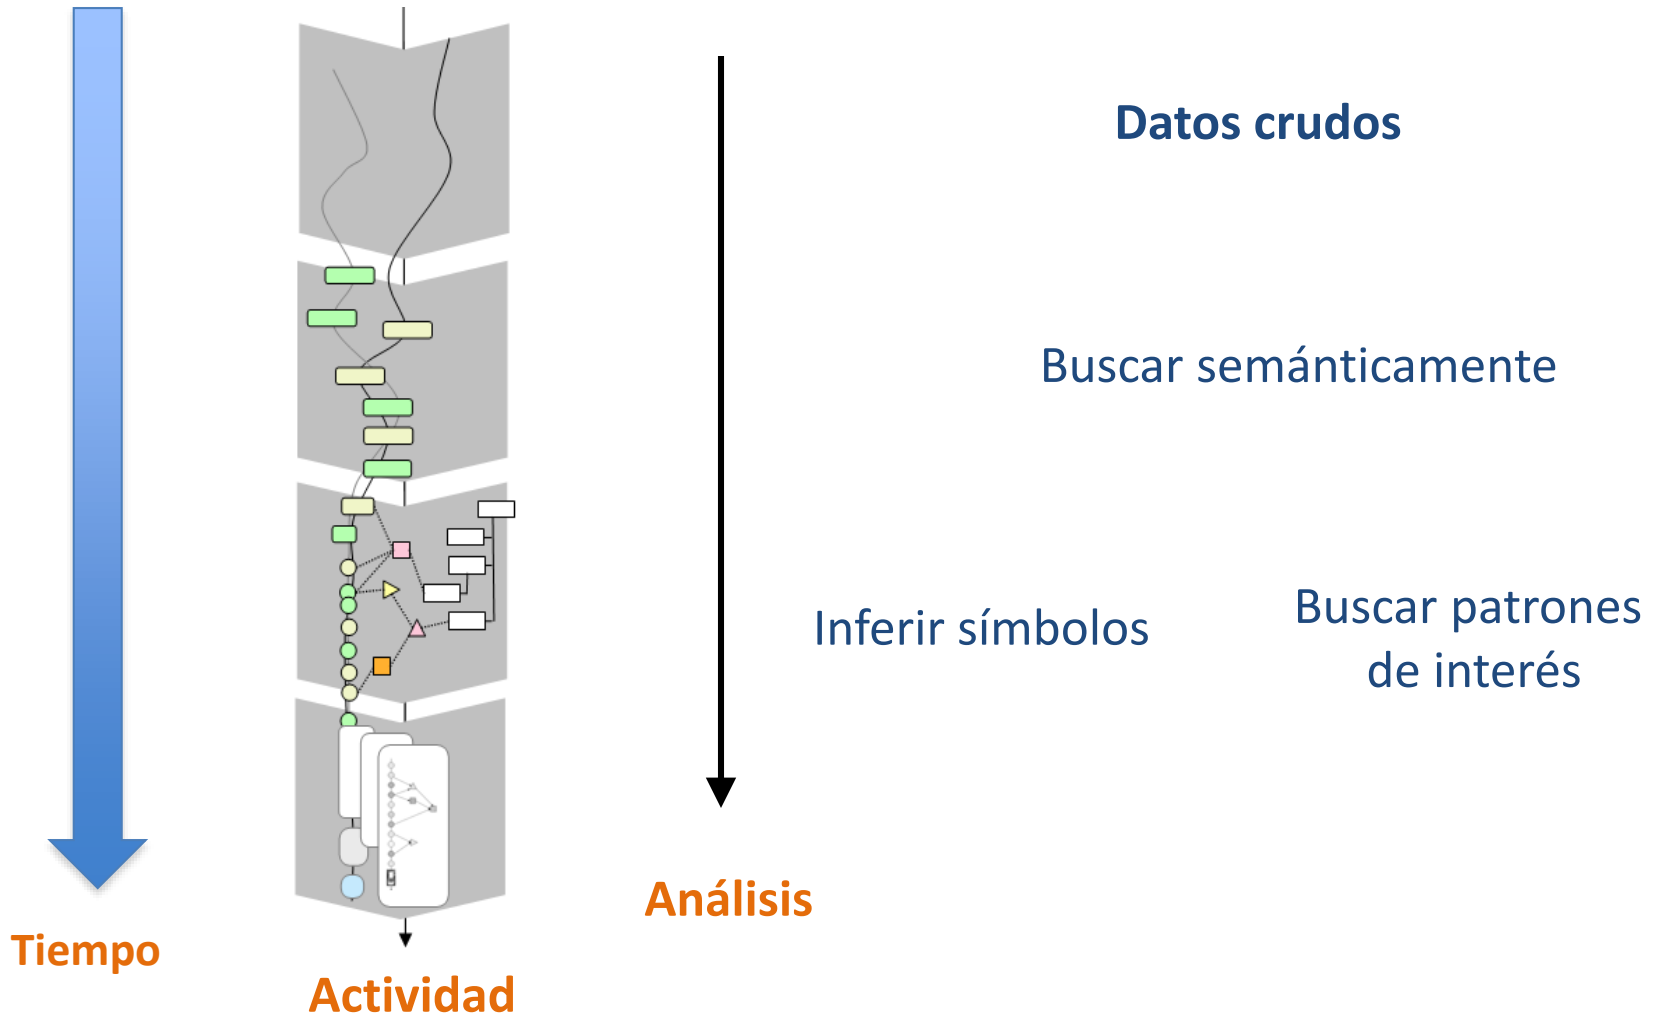 Datos crudos
Buscar semánticamente
Inferir símbolos
Buscar patrones
de interés
Análisis
Tiempo
Actividad